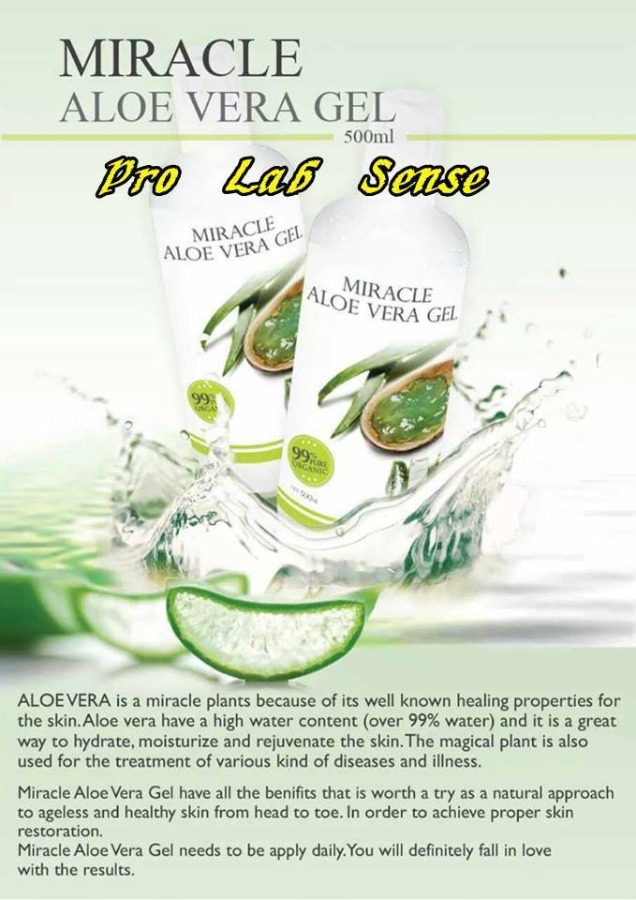 MIRACLE
ALOE VERA GEL
500ml
Pro Lab Sense
MIRACLE
ALOE VERA GEL
MIRACLE
ALOE VERA GEL
99%
99%
PURE
ORGANIC
500ml
ALOE VERA is a miracle plants because of its well known healing properties for
the skin. Aloe vera have a high water content (over 99% water) and it is a great
way to hydrate, moisturize and rejuvenate the skin. The magical plant is also
used for the treatment of various kind of diseases and illness.
Miracle Aloe Vera Gel have all the benifits that is worth a try as a natural approach
to ageless and healthy skin from head to toe. In order to achieve proper skin
restoration.
Miracle Aloe Vera Gel needs to be apply daily. You will definitely fall in love
with the results.